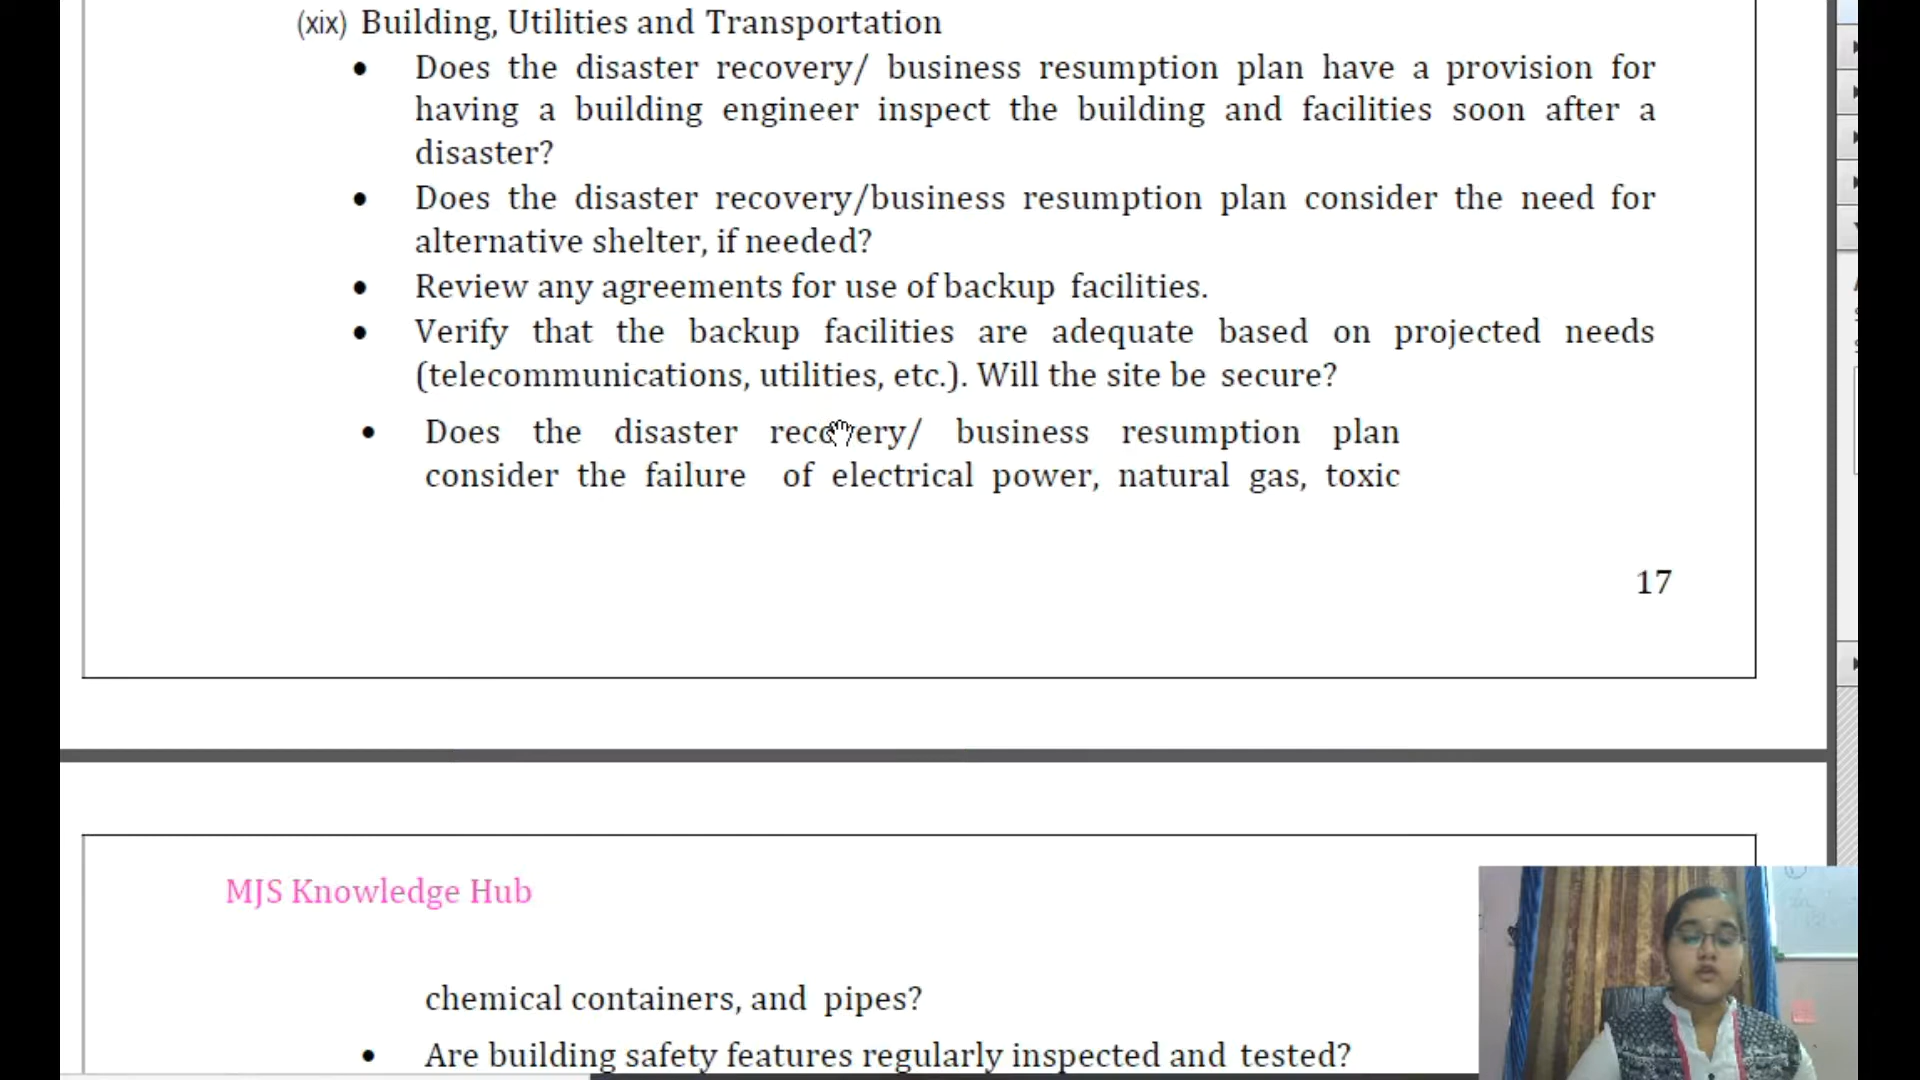 (xix) Building, Utilities and Transportation
• Does the disaster recovery/ business resumption plan have a provision for
having a building engineer inspect the building and facilities soon after a
disaster?
• Does the disaster recovery/business resumption plan consider the need for
alternative shelter, if needed?
• Review any agreements for use of backup facilities.
• Verify that the backup facilities are adequate based on projected needs
(telecommunications, utilities, etc.). Will the site be secure?
• Does the disaster recovery/ business resumption plan
consider the failure of electrical power, natural gas, toxic
17
MJS Knowledge Hub
chemical containers, and pipes?
• Are building safety features regularly inspected and tested?